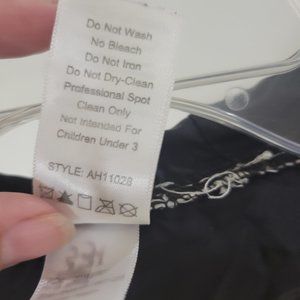 Do Not Wash
No Bleach
Do Not Iron
Do Not Dry-Clean
Professional Spot
Clean Only
Not Intended For
Children Under 3
STYLE: AH11028